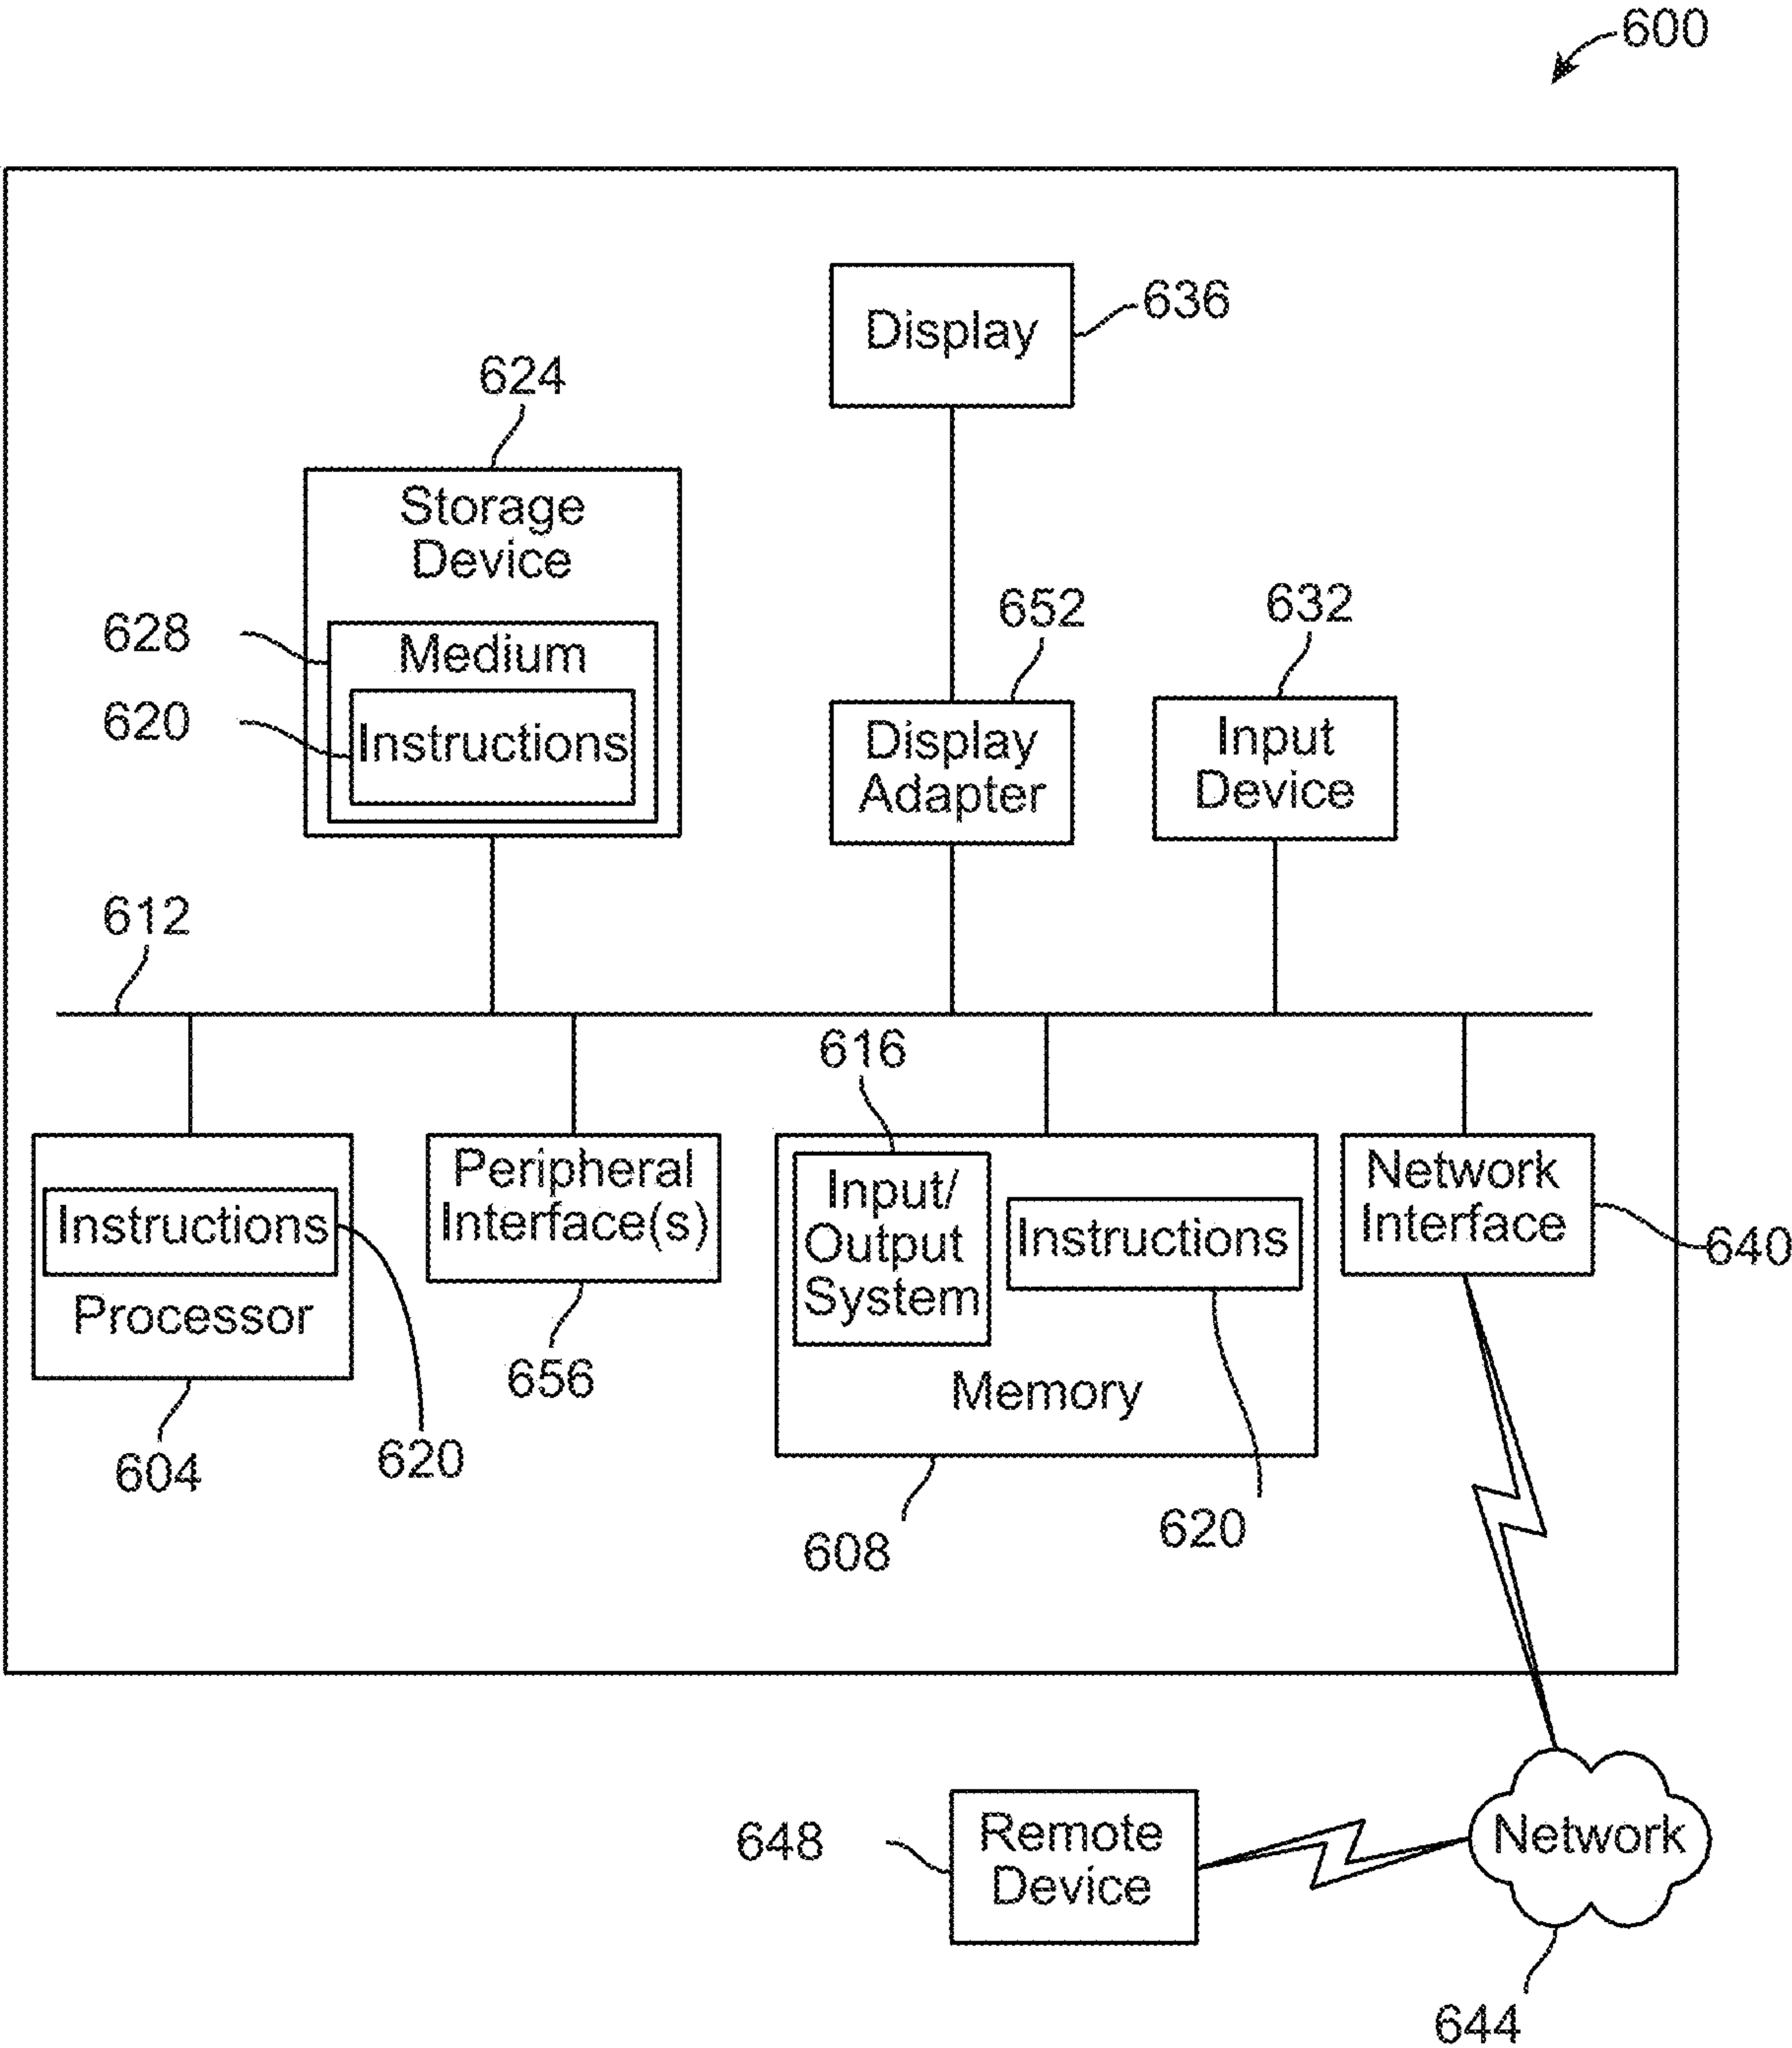 600
Display
636
624
Storage
Device
628
Medium
620
Instructions
652
Display
Adapter
632
Input
Device
612
616
Instructions
Processor
604
620
Peripheral
Interface(s)
656
Input/
Output
System
Instructions
Memory
608
620
Network
Interface
640
648
Remote
Device
Network
644